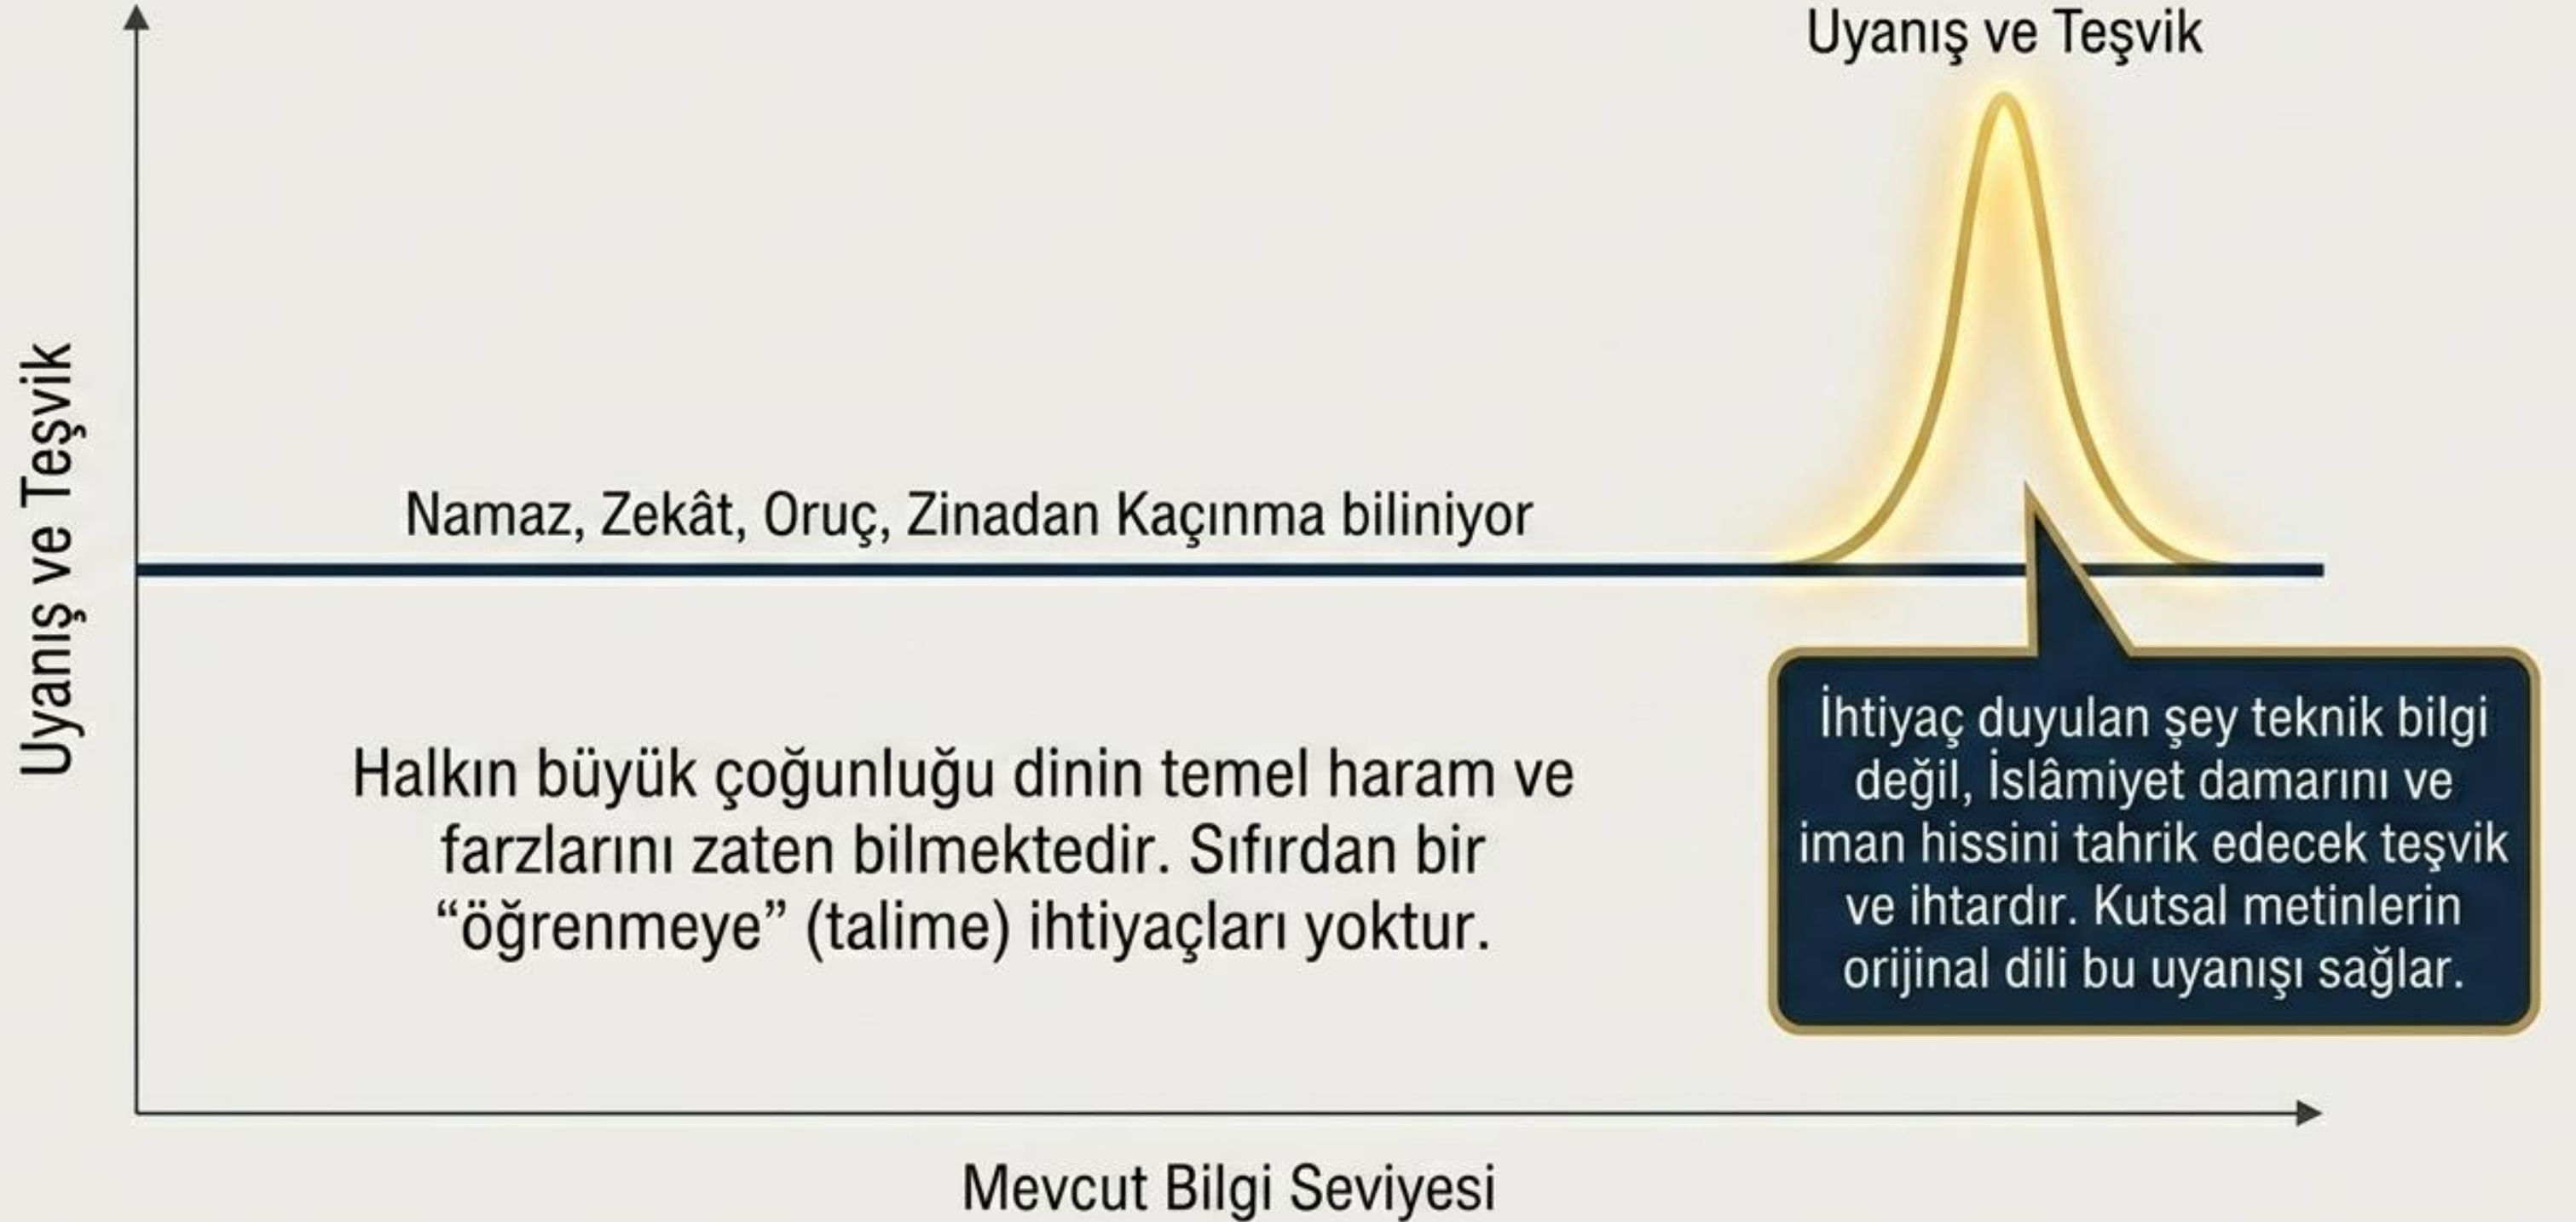 Uyanış ve Teşvik
Uyanış ve Teşvik
Namaz, Zekât, Oruç, Zinadan Kaçınma biliniyor
Halkın büyük çoğunluğu dinin temel haram ve
farzlarını zaten bilmektedir. Sıfırdan bir
“öğrenmeye” (talime) ihtiyaçları yoktur.
İhtiyaç duyulan şey teknik bilgi
değil, İslâmiyet damarını ve
iman hissini tahrik edecek teşvik
ve ihtardır. Kutsal metinlerin
orijinal dili bu uyanışı sağlar.
Mevcut Bilgi Seviyesi